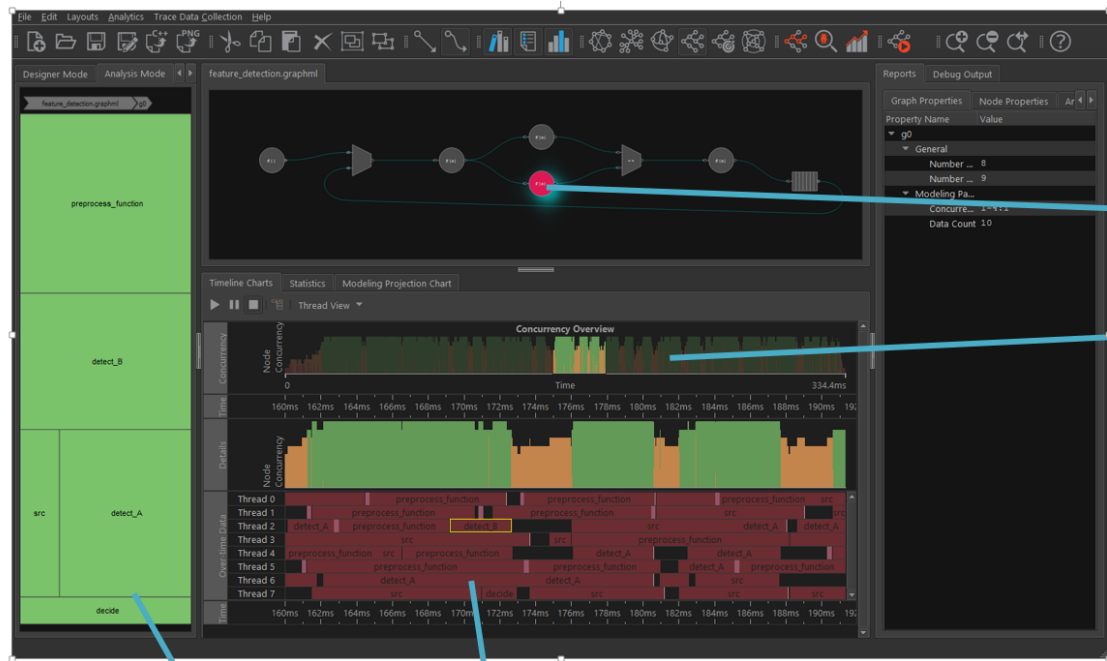 File Edit Layouts Analytics Trace Data Collection Help
C++ PNG
Designer Mode Analysis Mode
feature_detection.graphml g0
preprocess_function
detect_B
src
detect_A
decide
feature_detection.graphml
Timeline Charts Statistics Modeling Projection Chart
Thread View
Concurrency Overview
Concurrency
Node Concurrency
0 Time 334.4ms
Time
160ms 162ms 164ms 166ms 168ms 170ms 172ms 174ms 176ms 178ms 180ms 182ms 184ms 186ms 188ms 190ms 192
Details
Node Concurrency
Over-time Data
Thread 0 preprocess_function preprocess_function preprocess_function src
Thread 1 preprocess_function preprocess_function src src
Thread 2 detect_A preprocess_function detect_B src detect_A detect_A
Thread 3 src src preprocess_function
Thread 4 preprocess_function src preprocess_function detect_A detect_A
Thread 5 preprocess_function preprocess_function detect_A preprocess_function
Thread 6 detect_A detect_A src
Thread 7 src decide src src src
Time
160ms 162ms 164ms 166ms 168ms 170ms 172ms 174ms 176ms 178ms 180ms 182ms 184ms 186ms 188ms 190ms 192
Reports Debug Output
Graph Properties Node Properties Ar
Property Name Value
g0
General
Number ... 8
Number ... 9
Modeling Pa...
Concurre...
Data Count 10